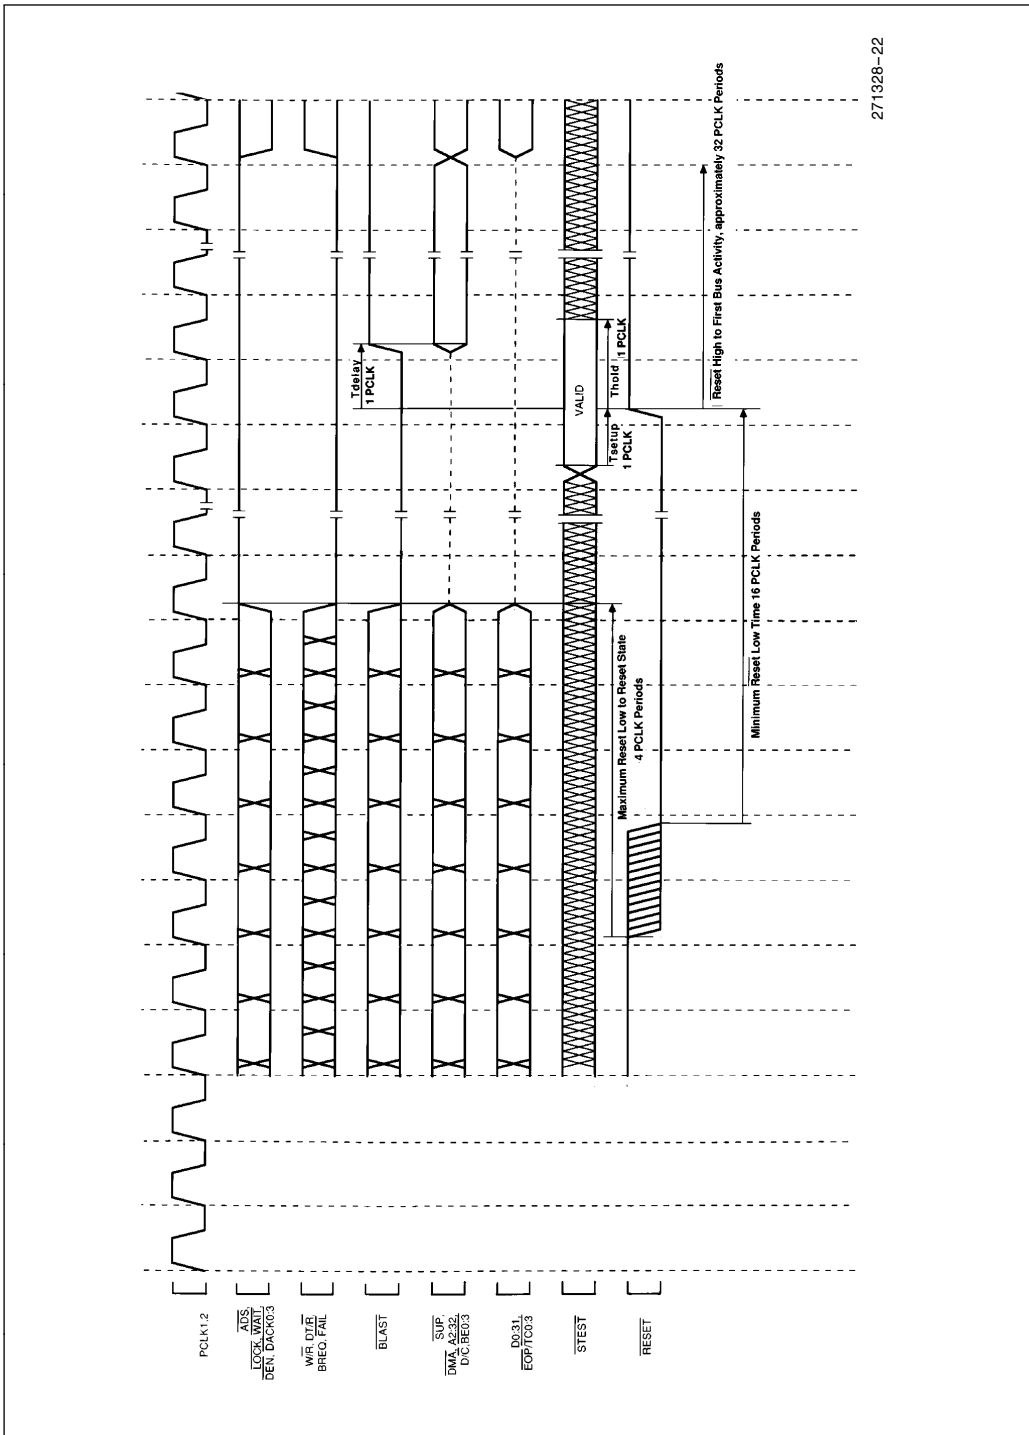 PCLK1,2
ADS,
LOCK, WAIT,
DEN, DACK0:3
W/R, DT/R,
BREQ, FAIL
BLAST
SUP,
DMA, A2:32,
D/C, BE0:3
D0:31,
EOP/TC0:3
STEST
RESET
Maximum Reset Low to Reset State
4 PCLK Periods
Minimum Reset Low Time 16 PCLK Periods
Tsetup
1 PCLK
VALID
Thold
1 PCLK
Tdelay
1 PCLK
Reset High to First Bus Activity, approximately 32 PCLK Periods
271328–22